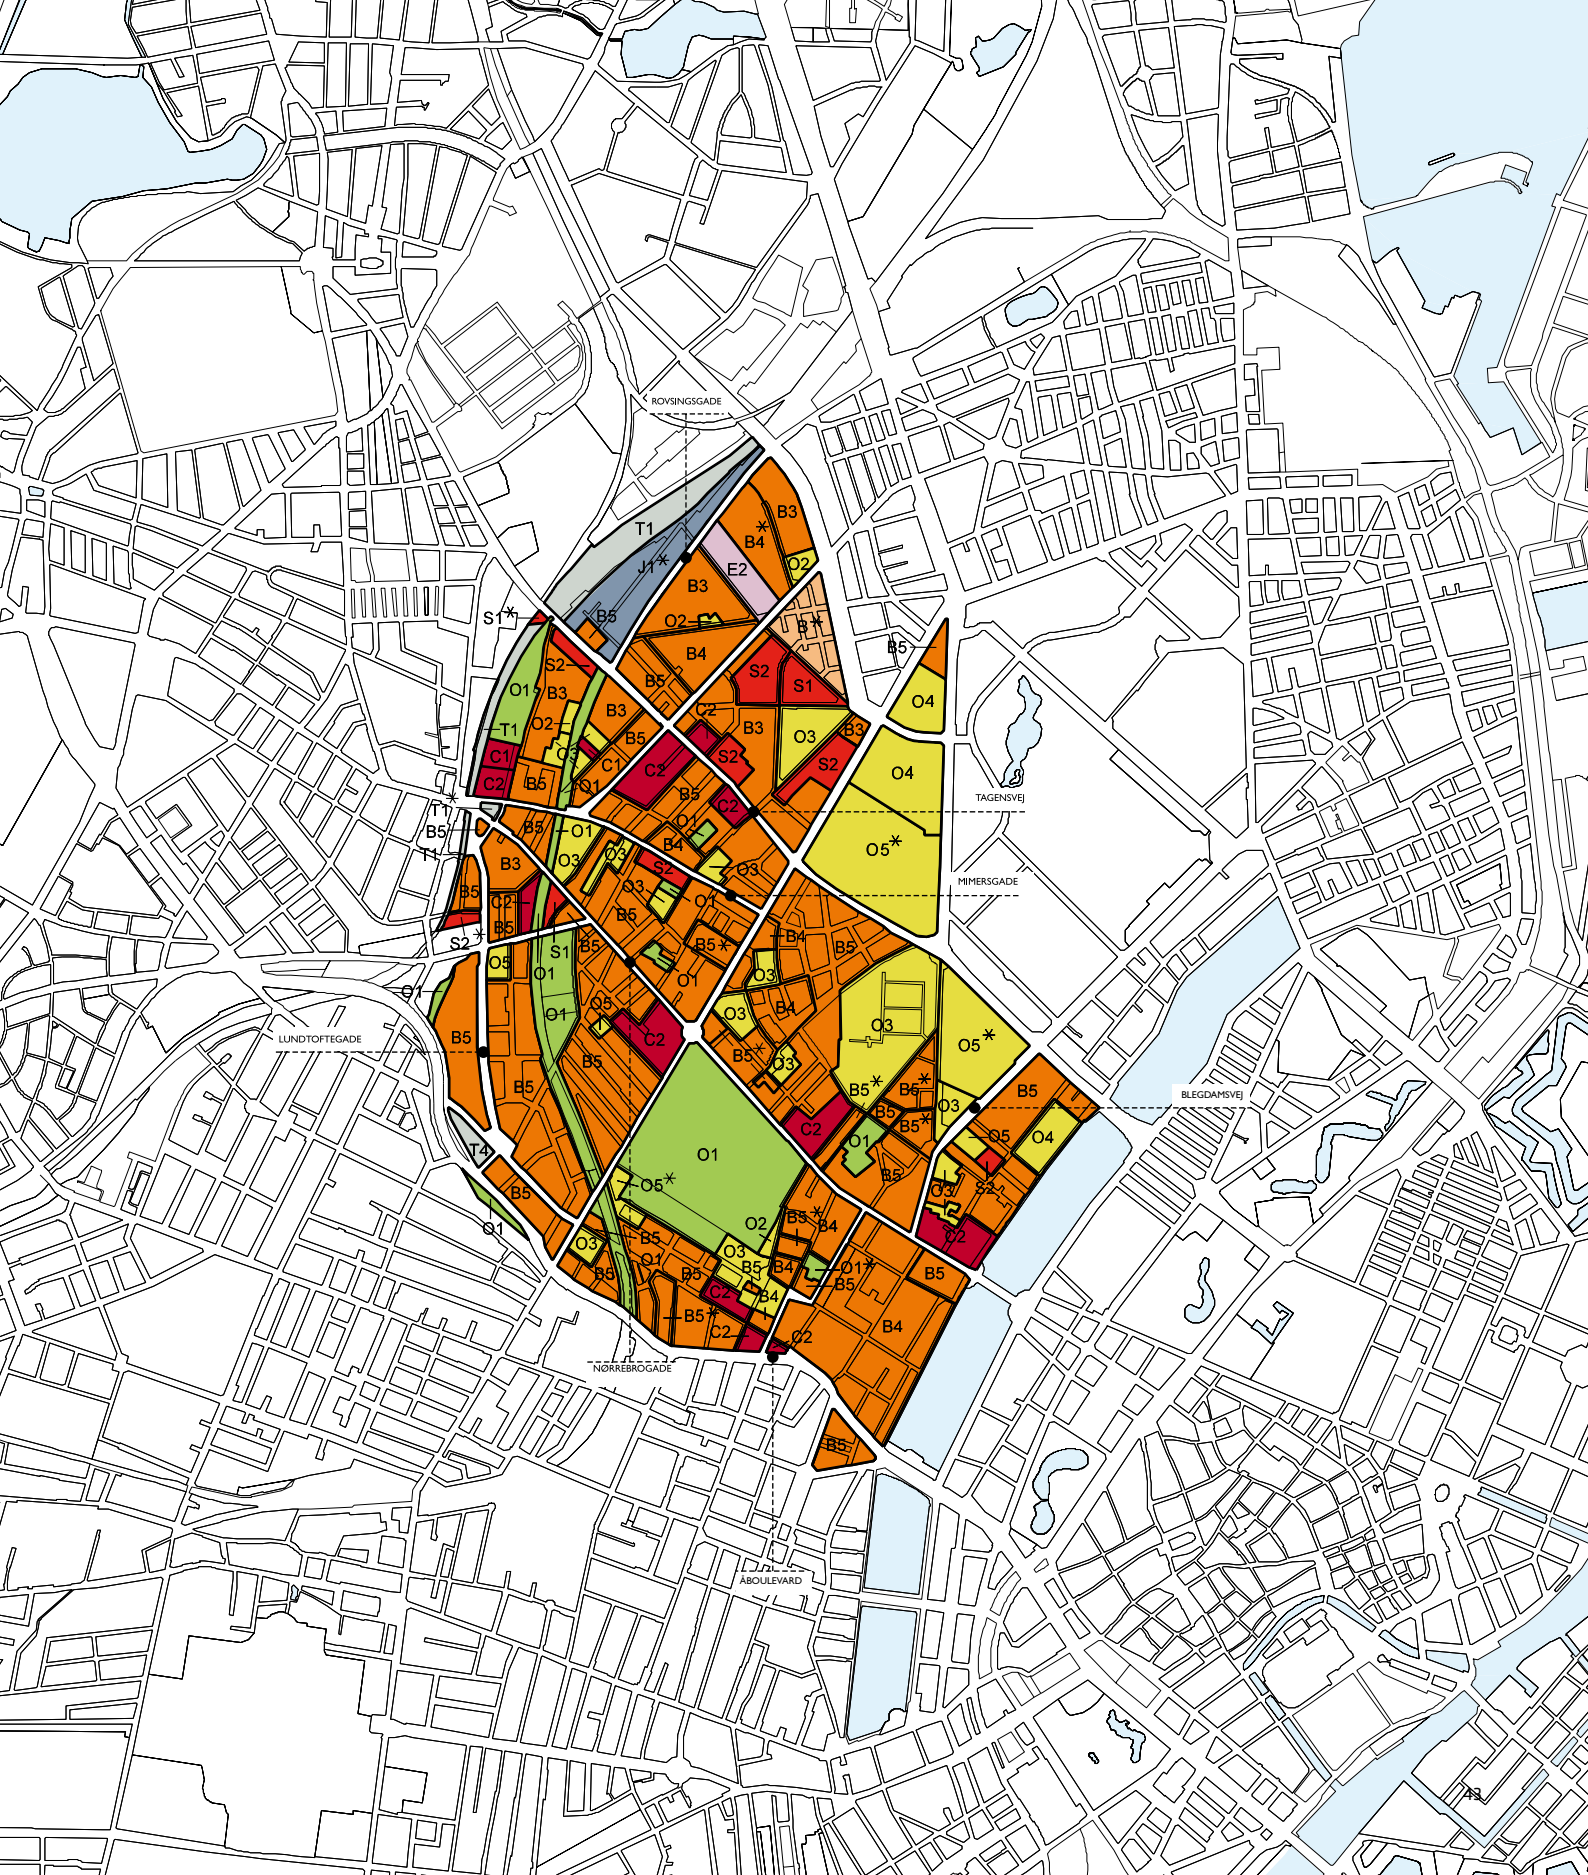 ROVSINGSGADE
B3
T1
B4*
O2
J1*
E2
B3
S1*
B5
O2
B*
B5
S2
B4
S2
S1
O1
B3
B5
O4
T1
O2
B3
C2
B3
O3
B3
C1
O3
B5
C1
C2
S2
S2
O4
C2
B5
O1
B5
C2
TAGENSVEJ
*
T1
B5
B5
O1
O1
B4
O5*
T1
B3
O3
O3
S2
O3
MIMERSGADE
B5
C2
O3
O1
B5
B5
S2*
B5
S1
B5*
B4
B5
O5
O1
O3
O1
O1
O5
O1
B4
O3
O3
LUNDTOFTEGADE
B5
C2
B5*
O5*
B5
B5
O3
B5*
B5*
B5
BLEGDAMSVEJ
O3
B5
B5*
C2
O1
O5
O4
T4
O1
B5
S2
B5
O5*
O3
O1
O2
B5*
B4
C2
O3
B5
O3
O1
B5
B4
O1*
B5
B5
B5
B5
C2
B4
B5*
C2
C2
B4
NØRREBROGADE
B5
ÅBOULEVARD
43